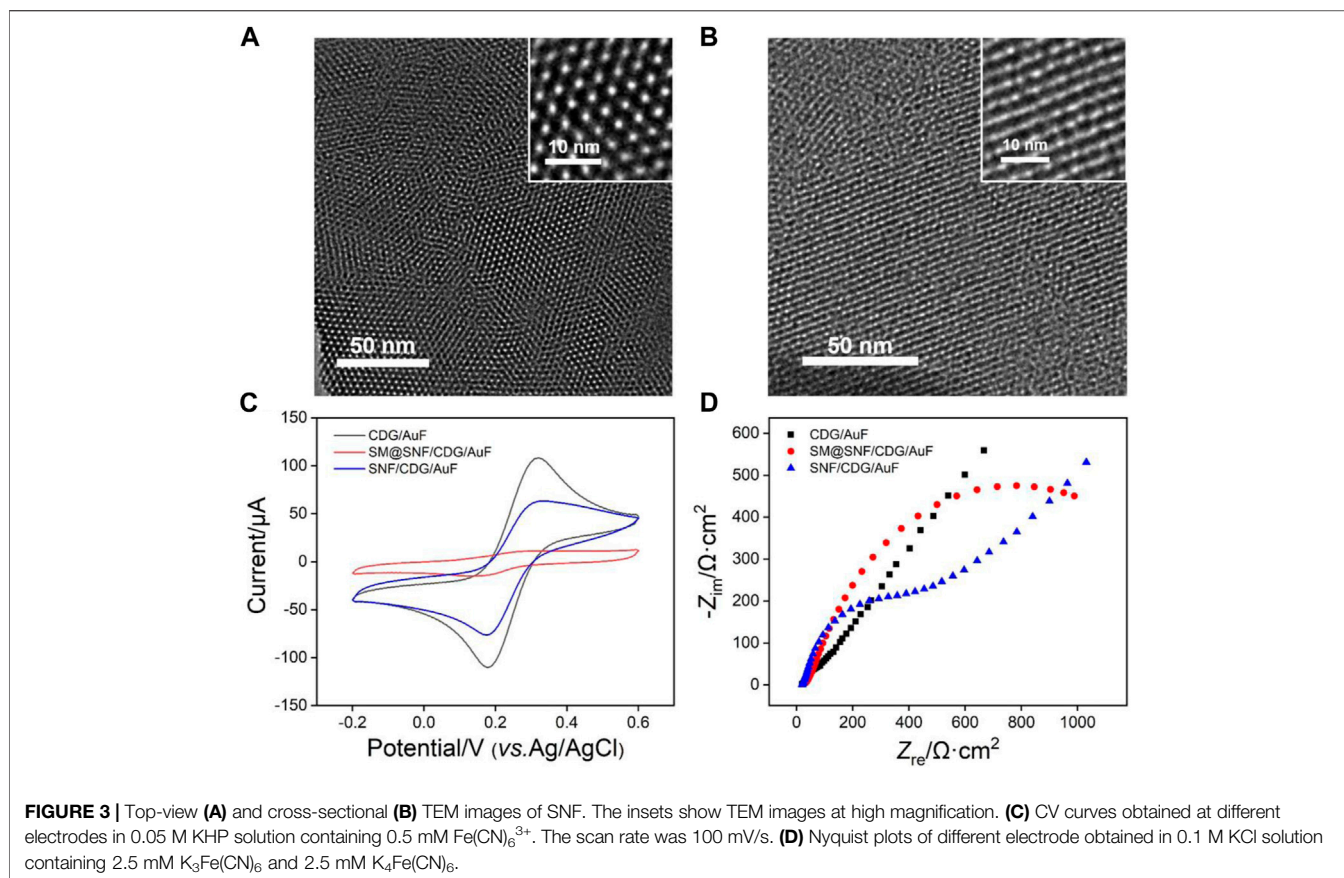 A
B
10 nm
10 nm
50 nm
50 nm
C
D
150
100
50
0
-50
-100
-150
Current/μA
CDG/AuF
SM@SNF/CDG/AuF
SNF/CDG/AuF
-0.2 0.0 0.2 0.4 0.6
Potential/V (vs.Ag/AgCl)
600
500
400
300
200
100
0
-Zim/Ω·cm2
CDG/AuF
SM@SNF/CDG/AuF
SNF/CDG/AuF
0 200 400 600 800 1000
Zre/Ω·cm2
FIGURE 3 | Top-view (A) and cross-sectional (B) TEM images of SNF. The insets show TEM images at high magnification. (C) CV curves obtained at different
electrodes in 0.05 M KHP solution containing 0.5 mM Fe(CN)6 3+. The scan rate was 100 mV/s. (D) Nyquist plots of different electrode obtained in 0.1 M KCl solution
containing 2.5 mM K3Fe(CN)6 and 2.5 mM K4Fe(CN)6.